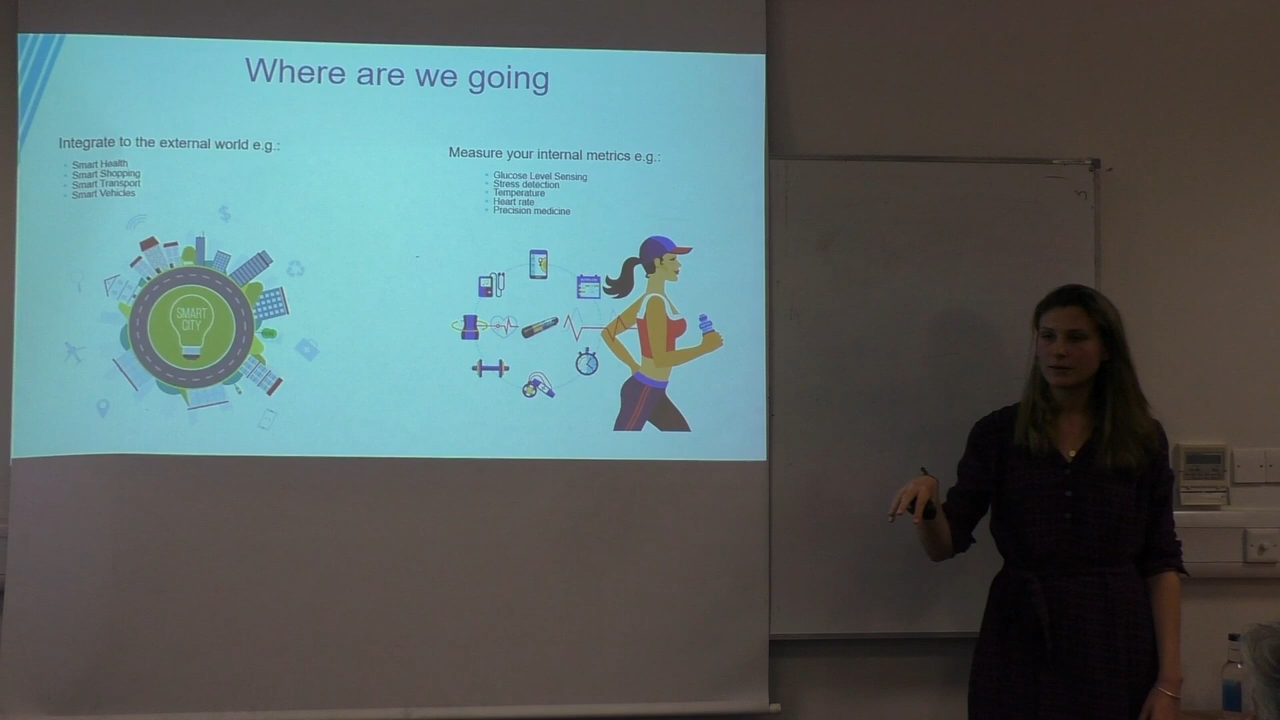 Where are we going
Integrate to the external world e.g.:
Smart Health
Smart Shopping
Smart Transport
Smart Vehicles
Measure your internal metrics e.g.:
Glucose Level Sensing
Stress detection
Temperature
Heart rate
Precision medicine
SMART
CITY